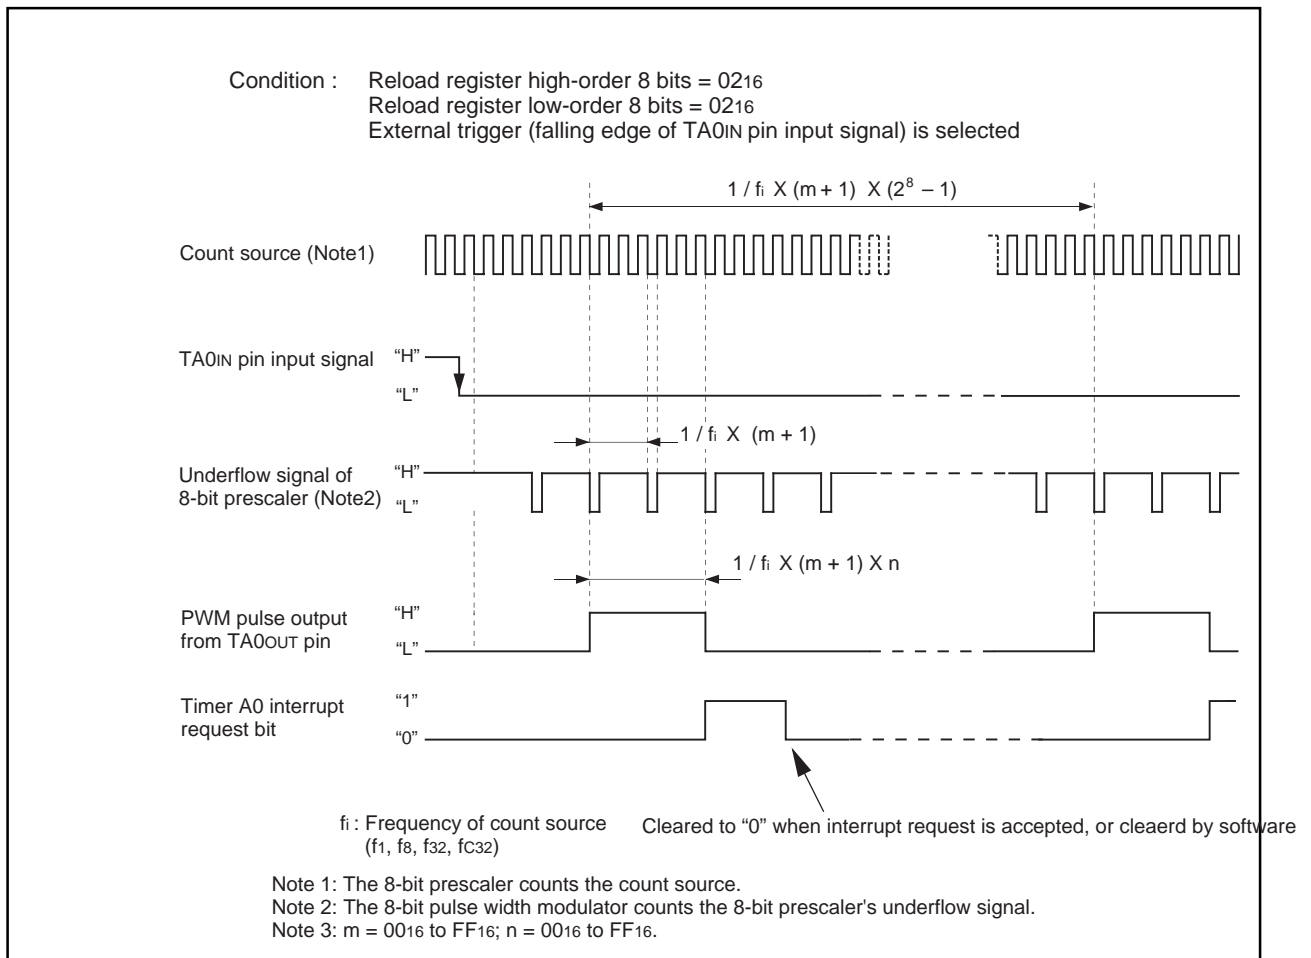 Condition : Reload register high-order 8 bits = 0216
Reload register low-order 8 bits = 0216
External trigger (falling edge of TA0IN pin input signal) is selected
1 / fi X (m + 1) X (2^8 – 1)
Count source (Note1)
TA0IN pin input signal
“H”
“L”
1 / fi X (m + 1)
Underflow signal of
8-bit prescaler (Note2)
“H”
“L”
1 / fi X (m + 1) X n
PWM pulse output
from TA0OUT pin
“H”
“L”
Timer A0 interrupt
request bit
“1”
“0”
fi : Frequency of count source
(f1, f8, f32, fC32)
Cleared to “0” when interrupt request is accepted, or cleaerd by software
Note 1: The 8-bit prescaler counts the count source.
Note 2: The 8-bit pulse width modulator counts the 8-bit prescaler's underflow signal.
Note 3: m = 0016 to FF16; n = 0016 to FF16.